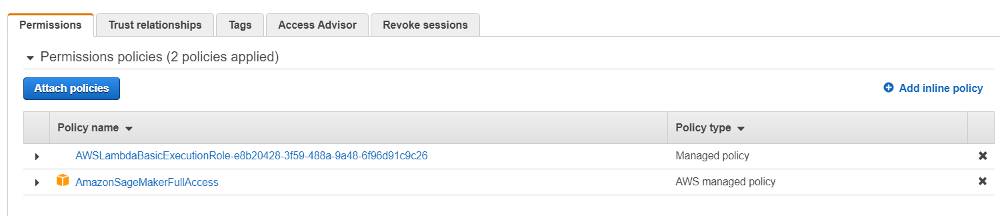 Permissions Trust relationships Tags Access Advisor Revoke sessions
Permissions policies (2 policies applied)
Attach policies Add inline policy
Policy name Policy type
AWSLambdaBasicExecutionRole-e8b20428-3f59-488a-9a48-6f96d91c9c26 Managed policy
AmazonSageMakerFullAccess AWS managed policy